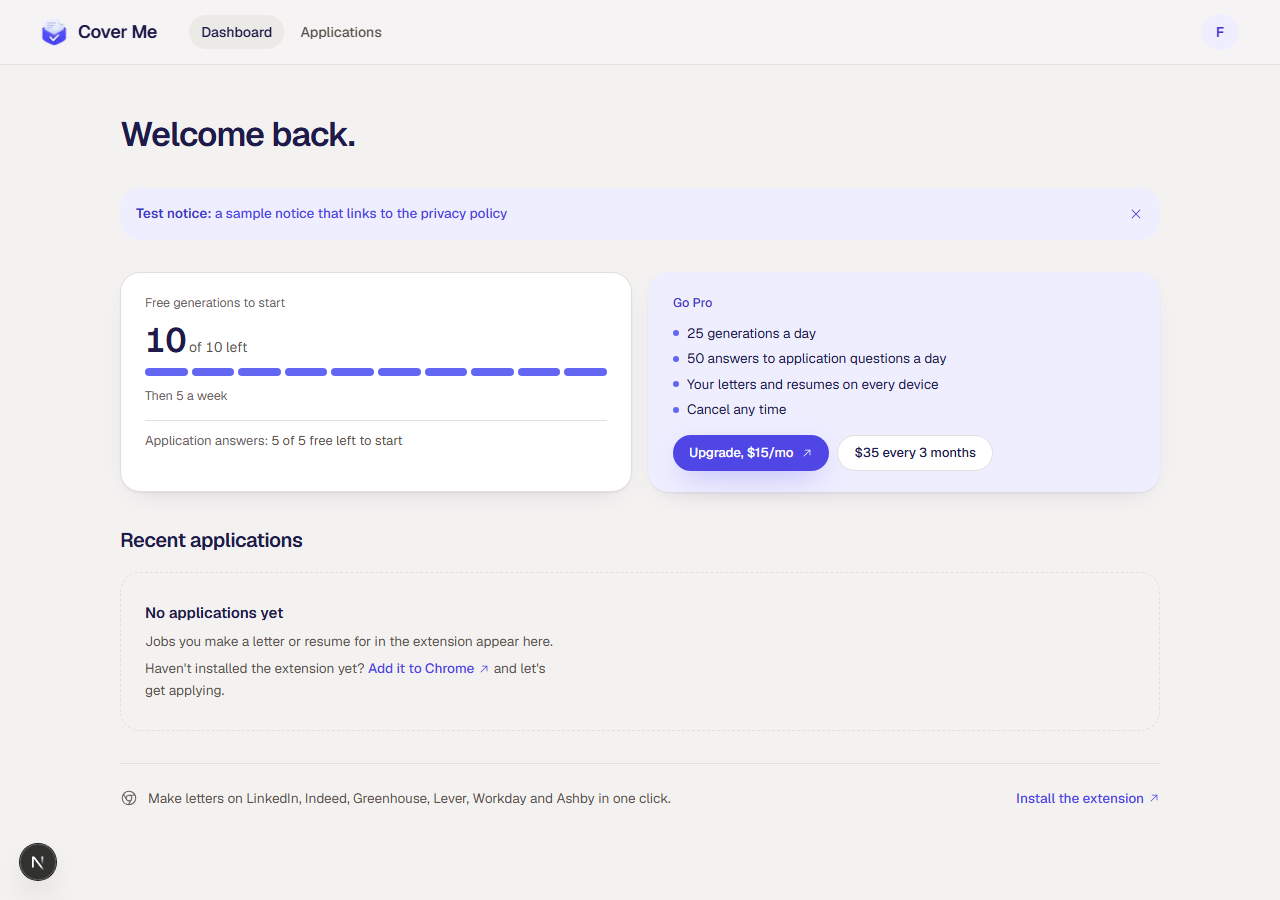 Cover Me
Dashboard
Applications
F
Welcome back.
Test notice: a sample notice that links to the privacy policy
Free generations to start
10 of 10 left
Then 5 a week
Application answers: 5 of 5 free left to start
Go Pro
25 generations a day
50 answers to application questions a day
Your letters and resumes on every device
Cancel any time
Upgrade, $15/mo
$35 every 3 months
Recent applications
No applications yet
Jobs you make a letter or resume for in the extension appear here.
Haven't installed the extension yet? Add it to Chrome and let's
get applying.
Make letters on LinkedIn, Indeed, Greenhouse, Lever, Workday and Ashby in one click.
Install the extension
N